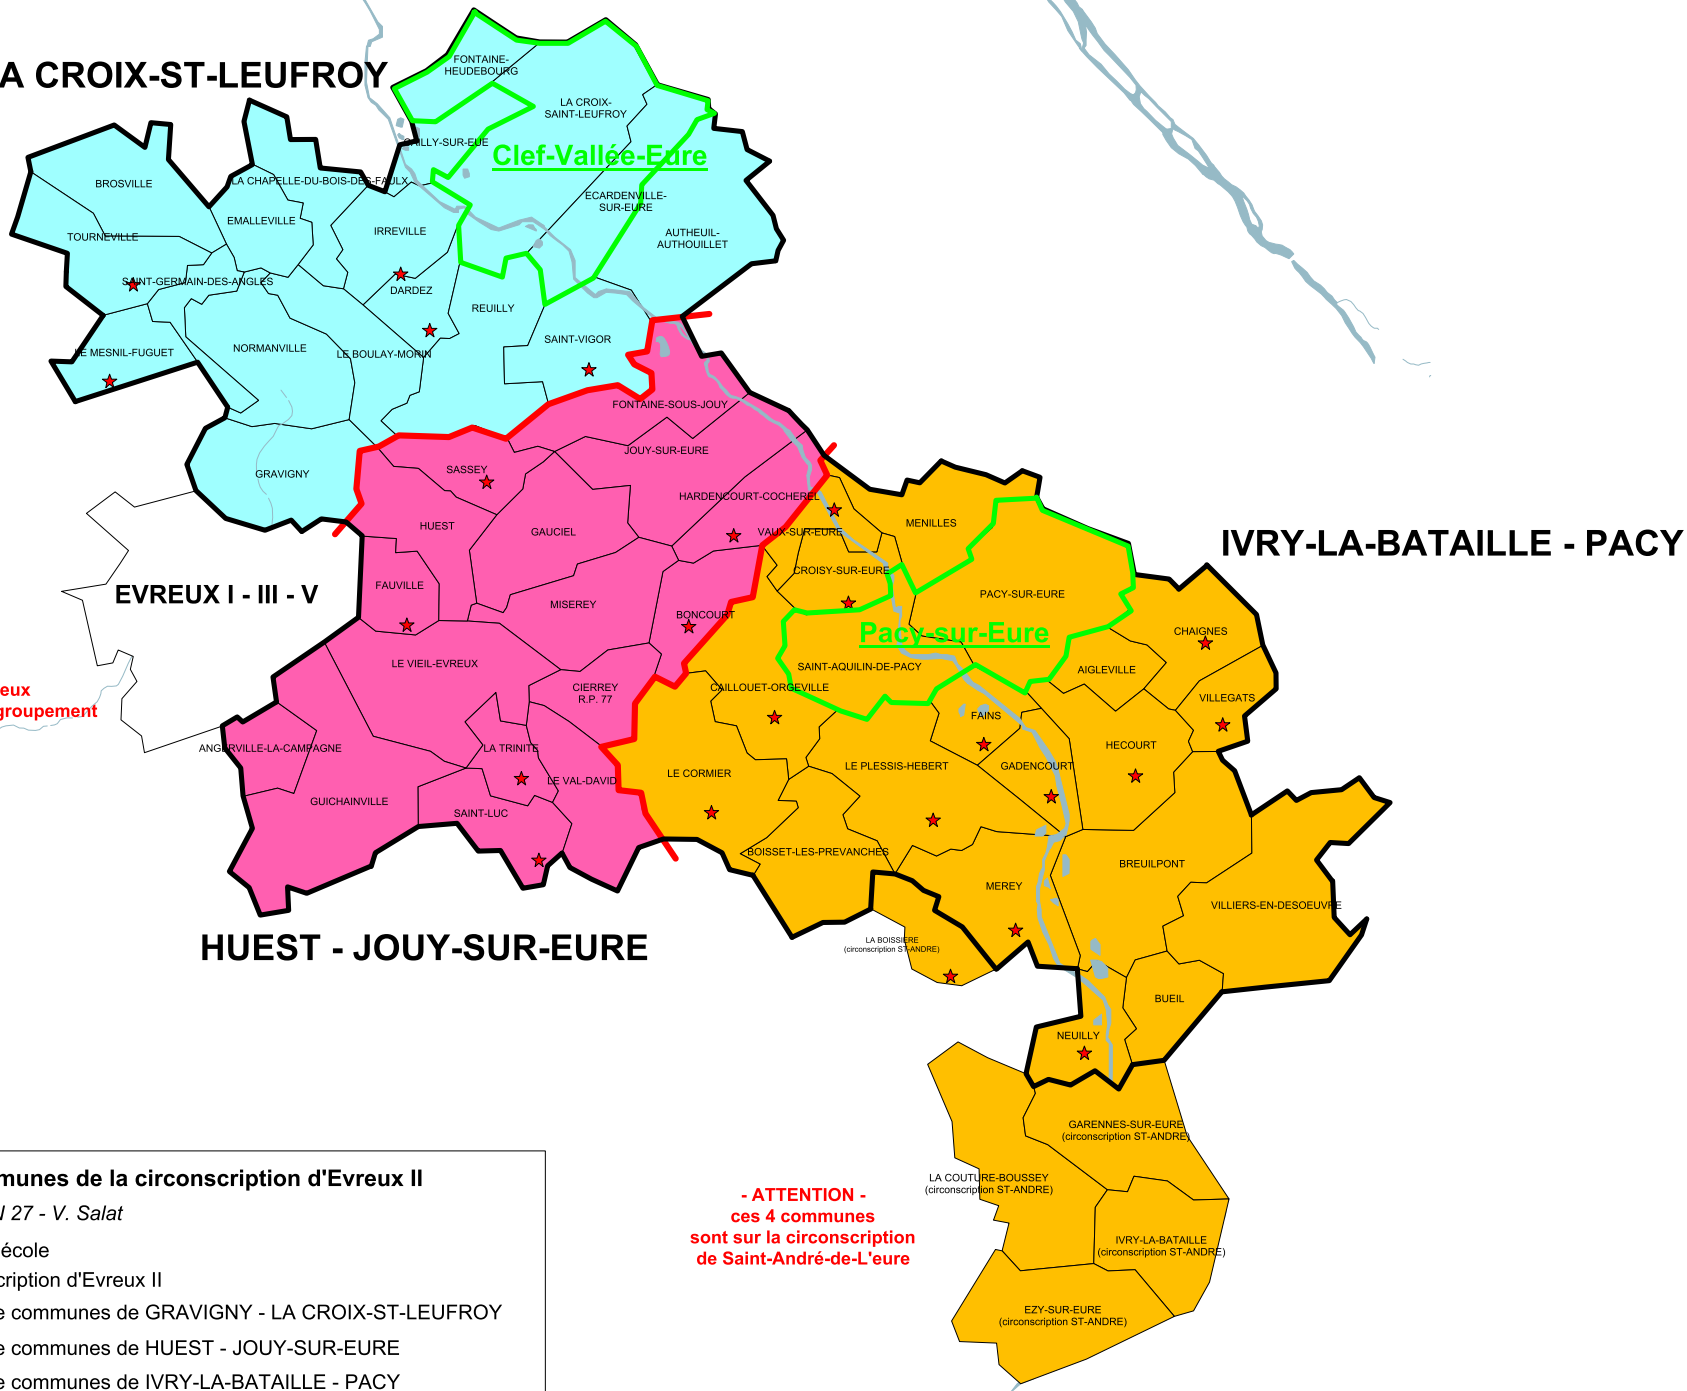 A CROIX-ST-LEUFROY
FONTAINE-
HEUDEBOURG
LA CROIX-
SAINT-LEUFROY
CAILLY-SUR-EUE
Clef-Vallée-Eure
BROSVILLE
LA CHAPELLE-DU-BOIS-DES-FAULX
ECARDENVILLE-
SUR-EURE
EMALLEVILLE
IRREVILLE
TOURNEVILLE
AUTHEUIL-
AUTHOUILLET
SAINT-GERMAIN-DES-ANGLES
DARDEZ
REUILLY
SAINT-VIGOR
LE MESNIL-FUGUET
NORMANVILLE
LE BOULAY-MORIN
FONTAINE-SOUS-JOUY
JOUY-SUR-EURE
GRAVIGNY
SASSEY
HARDENCOURT-COCHEREL
HUEST
GAUCIEL
VAUX-SUR-EURE
MENILLES
IVRY-LA-BATAILLE - PACY
CROISY-SUR-EURE
EVREUX I - III - V
FAUVILLE
MISEREY
BONCOURT
PACY-SUR-EURE
Pacy-sur-Eure
CHAIGNES
LE VIEIL-EVREUX
SAINT-AQUILIN-DE-PACY
AIGLEVILLE
CIERREY
R.P. 77
CAILLOUET-ORGEVILLE
VILLEGATS
eux
groupement
FAINS
ANGERVILLE-LA-CAMPAGNE
LA TRINITE
HECOURT
LE CORMIER
LE PLESSIS-HEBERT
GADENCOURT
LE VAL-DAVID
GUICHAINVILLE
SAINT-LUC
BOISSET-LES-PREVANCHES
BREUILPONT
MEREY
VILLIERS-EN-DESOEUVRE
HUEST - JOUY-SUR-EURE
LA BOISSIERE
(circonscription ST-ANDRE)
BUEIL
NEUILLY
GARENNES-SUR-EURE
(circonscription ST-ANDRE)
LA COUTURE-BOUSSEY
(circonscription ST-ANDRE)
IVRY-LA-BATAILLE
(circonscription ST-ANDRE)
EZY-SUR-EURE
(circonscription ST-ANDRE)
- ATTENTION -
ces 4 communes
sont sur la circonscription
de Saint-André-de-L'eure
munes de la circonscription d'Evreux II
27 - V. Salat
école
cription d'Evreux II
e communes de GRAVIGNY - LA CROIX-ST-LEUFROY
e communes de HUEST - JOUY-SUR-EURE
e communes de IVRY-LA-BATAILLE - PACY